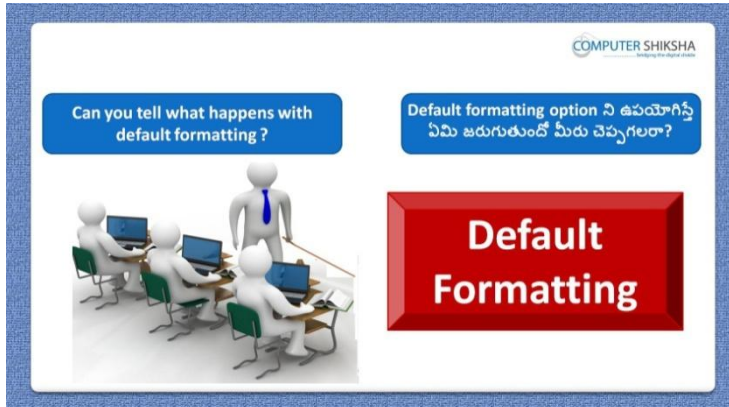 COMPUTER SHIKSHA
bridging the digital divide
Can you tell what happens with
default formatting ?
Default formatting option ని ఉపయోగిస్తే
ఏమి జరుగుతుందో మీరు చెప్పగలరా?
Default
Formatting